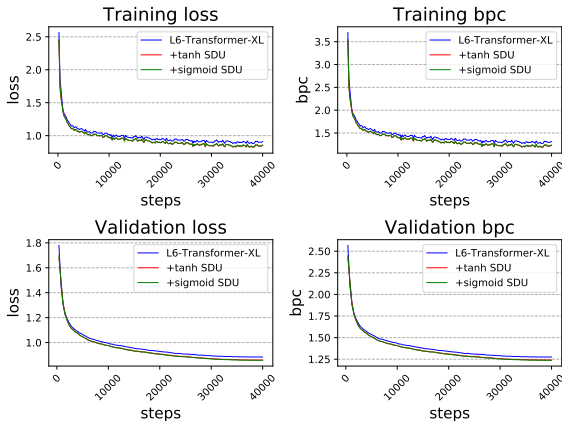 Training loss
loss
2.5
2.0
1.5
1.0
L6-Transformer-XL
+tanh SDU
+sigmoid SDU
0
10000
20000
30000
40000
steps
Training bpc
bpc
3.5
3.0
2.5
2.0
1.5
L6-Transformer-XL
+tanh SDU
+sigmoid SDU
0
10000
20000
30000
40000
steps
Validation loss
loss
1.8
1.6
1.4
1.2
1.0
L6-Transformer-XL
+tanh SDU
+sigmoid SDU
0
10000
20000
30000
40000
steps
Validation bpc
bpc
2.50
2.25
2.00
1.75
1.50
1.25
L6-Transformer-XL
+tanh SDU
+sigmoid SDU
0
10000
20000
30000
40000
steps